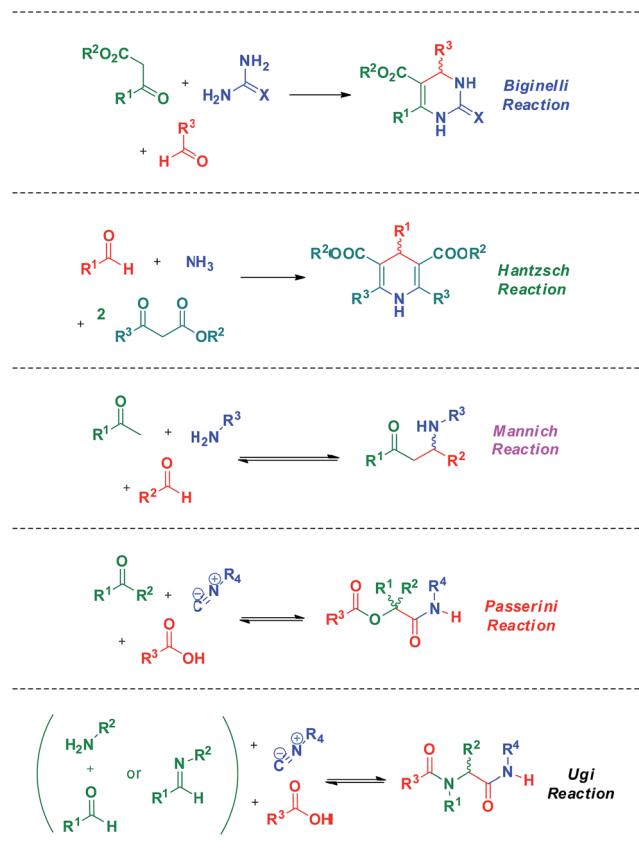 R²O₂C
R¹
O
+
NH₂
H₂N
X
R³
+
H
O
R³
R²O₂C
NH
R¹
N
H
X
Biginelli
Reaction
O
R¹
H
+
NH₃
+
2
O
O
R³
OR²
R¹
R²OOC
COOR²
R³
R³
N
H
Hantzsch
Reaction
O
R¹
+
H₂N
R³
+
O
R²
H
O
HN
R³
R¹
R²
Mannich
Reaction
O
R¹
R²
+
⊖
C
⊕
N
R₄
+
O
R³
OH
O
R³
O
R¹
R²
O
R⁴
N
H
Passerini
Reaction
R²
H₂N
+
O
R¹
H
or
R²
N
R¹
H
+
⊖
C
⊕
N
R₄
+
O
R³
OH
O
R³
N
R¹
R²
O
R⁴
N
H
Ugi
Reaction